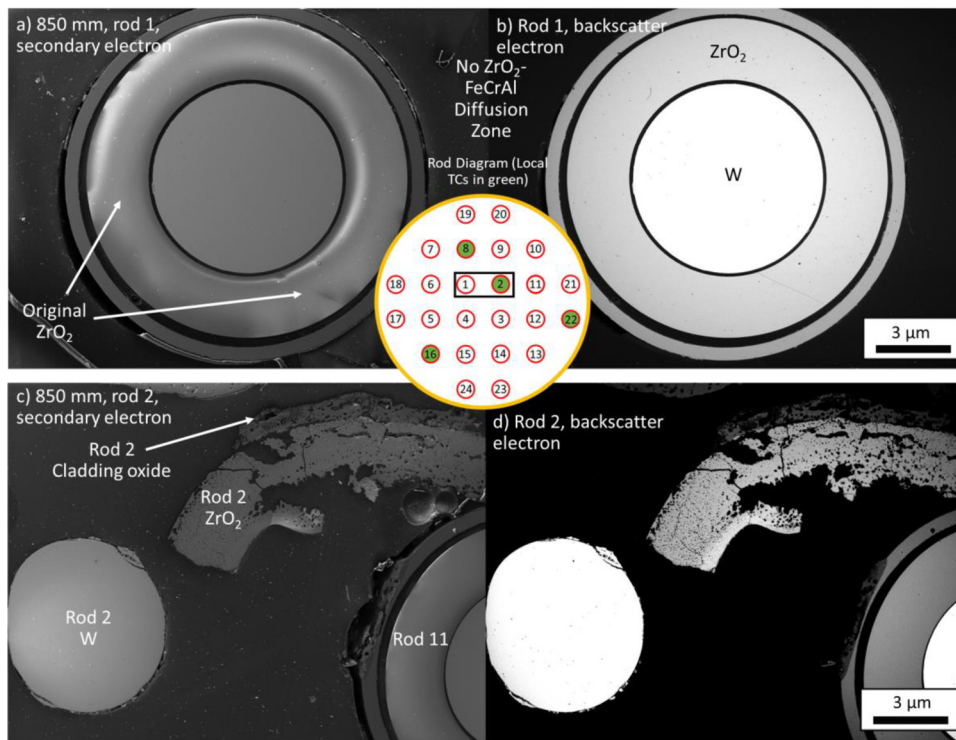 a) 850 mm, rod 1,
secondary electron
b) Rod 1, backscatter
electron
ZrO₂
No ZrO₂-
FeCrAl
Diffusion
Zone
W
Rod Diagram (Local
TCs in green)
19 20
7 8 9 10
18 6 1 2 11 21
17 5 4 3 12 22
16 15 14 13
24 23
Original
ZrO₂
3 µm
c) 850 mm, rod 2,
secondary electron
Rod 2
Cladding oxide
Rod 2
ZrO₂
Rod 2
W
Rod 11
d) Rod 2, backscatter
electron
3 µm